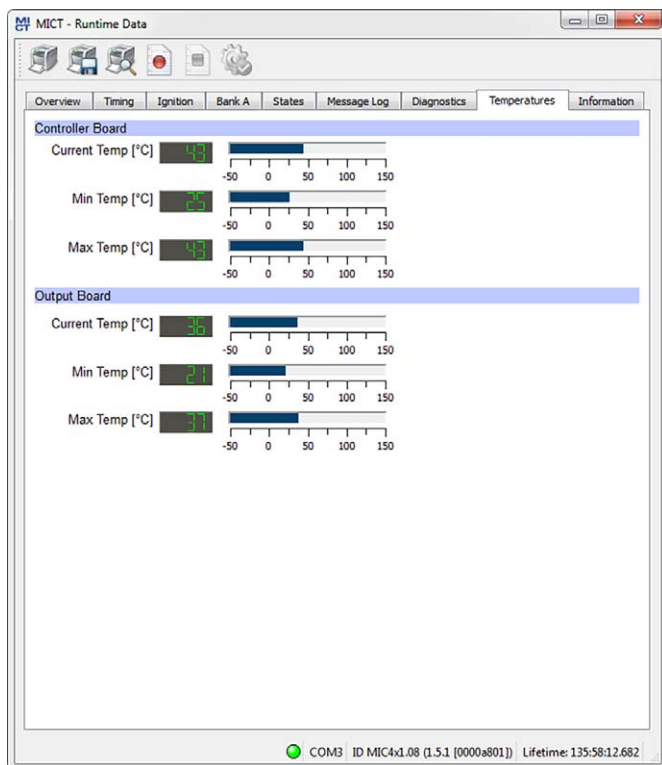 MICT MICT - Runtime Data
Overview Timing Ignition Bank A States Message Log Diagnostics Temperatures Information
Controller Board
Current Temp [°C] 43
-50 0 50 100 150
Min Temp [°C] 25
-50 0 50 100 150
Max Temp [°C] 43
-50 0 50 100 150
Output Board
Current Temp [°C] 36
-50 0 50 100 150
Min Temp [°C] 21
-50 0 50 100 150
Max Temp [°C] 37
-50 0 50 100 150
COM3 ID MIC4x1.08 (1.5.1 [0000a801]) Lifetime: 135:58:12.682